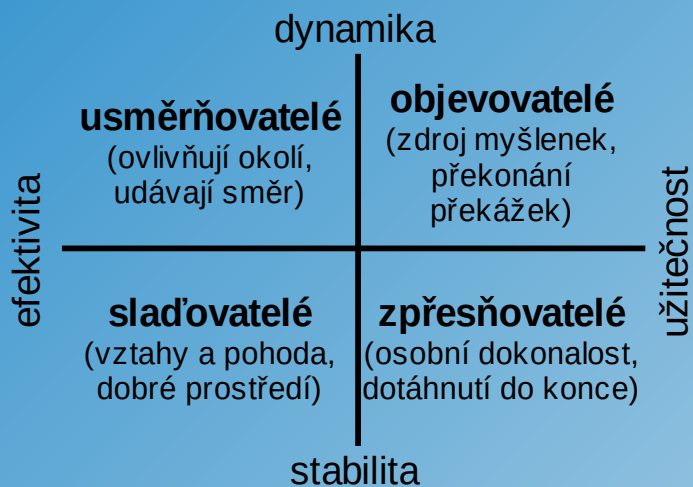 dynamika
usměrňovatelé
(ovlivňují okolí,
udávají směr)
objevovatelé
(zdroj myšlenek,
překonání
překážek)
efektivita
užitečnost
slaďovatelé
(vztahy a pohoda,
dobré prostředí)
zpřesňovatelé
(osobní dokonalost,
dotáhnutí do konce)
stabilita